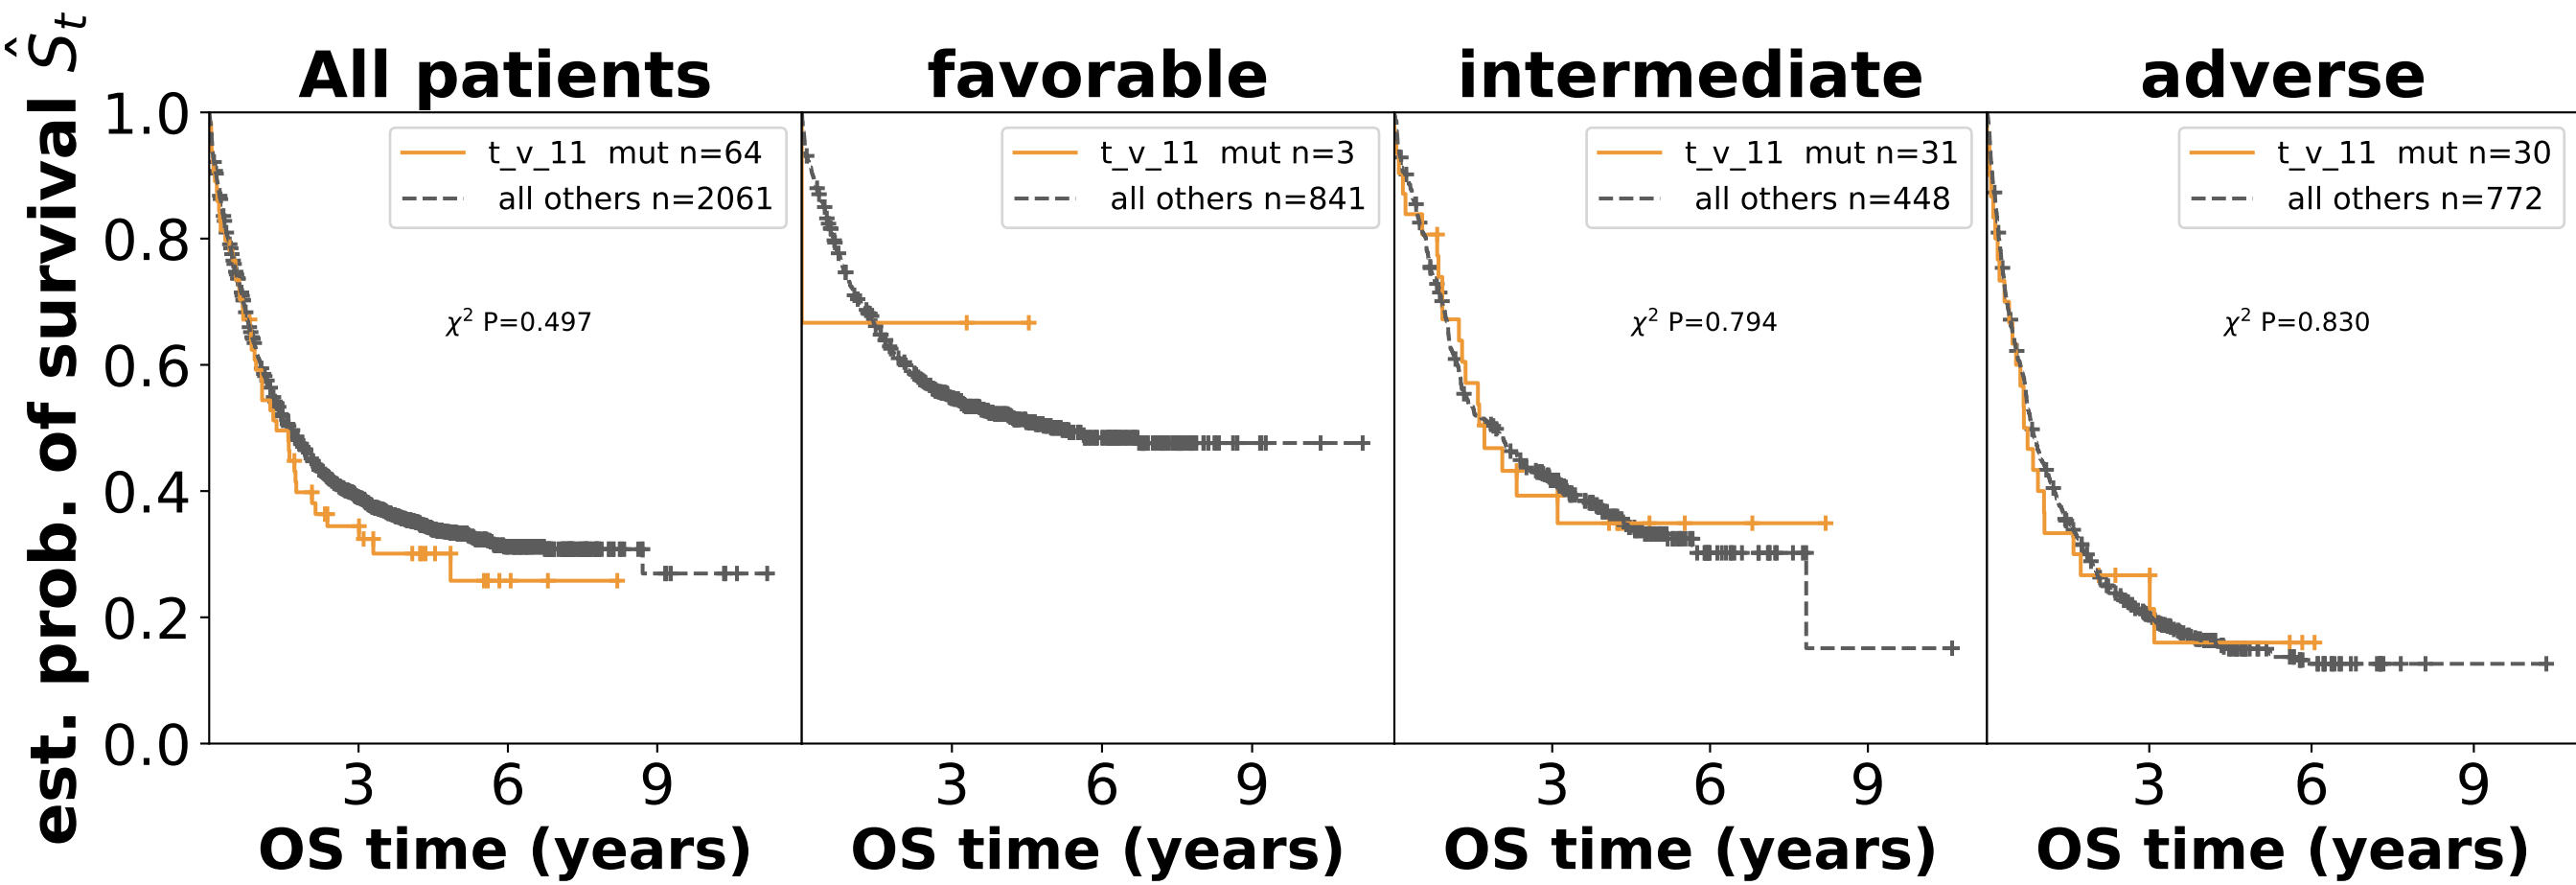 est. prob. of survival Ŝt
All patients
favorable
intermediate
adverse
1.0
0.8
0.6
0.4
0.2
0.0
t_v_11 mut n=64
all others n=2061
χ2 P=0.497
3 6 9
OS time (years)
t_v_11 mut n=3
all others n=841
3 6 9
OS time (years)
t_v_11 mut n=31
all others n=448
χ2 P=0.794
3 6 9
OS time (years)
t_v_11 mut n=30
all others n=772
χ2 P=0.830
3 6 9
OS time (years)